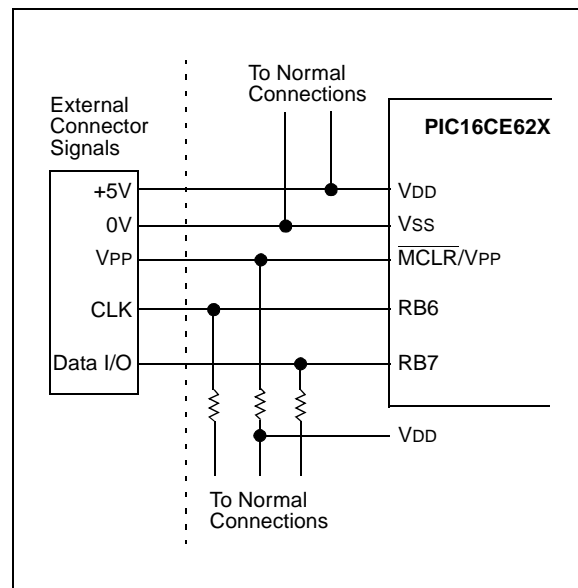 To Normal
Connections
External
Connector
Signals
PIC16CE62X
+5V
VDD
0V
VSS
VPP
MCLR/VPP
CLK
RB6
Data I/O
RB7
VDD
To Normal
Connections